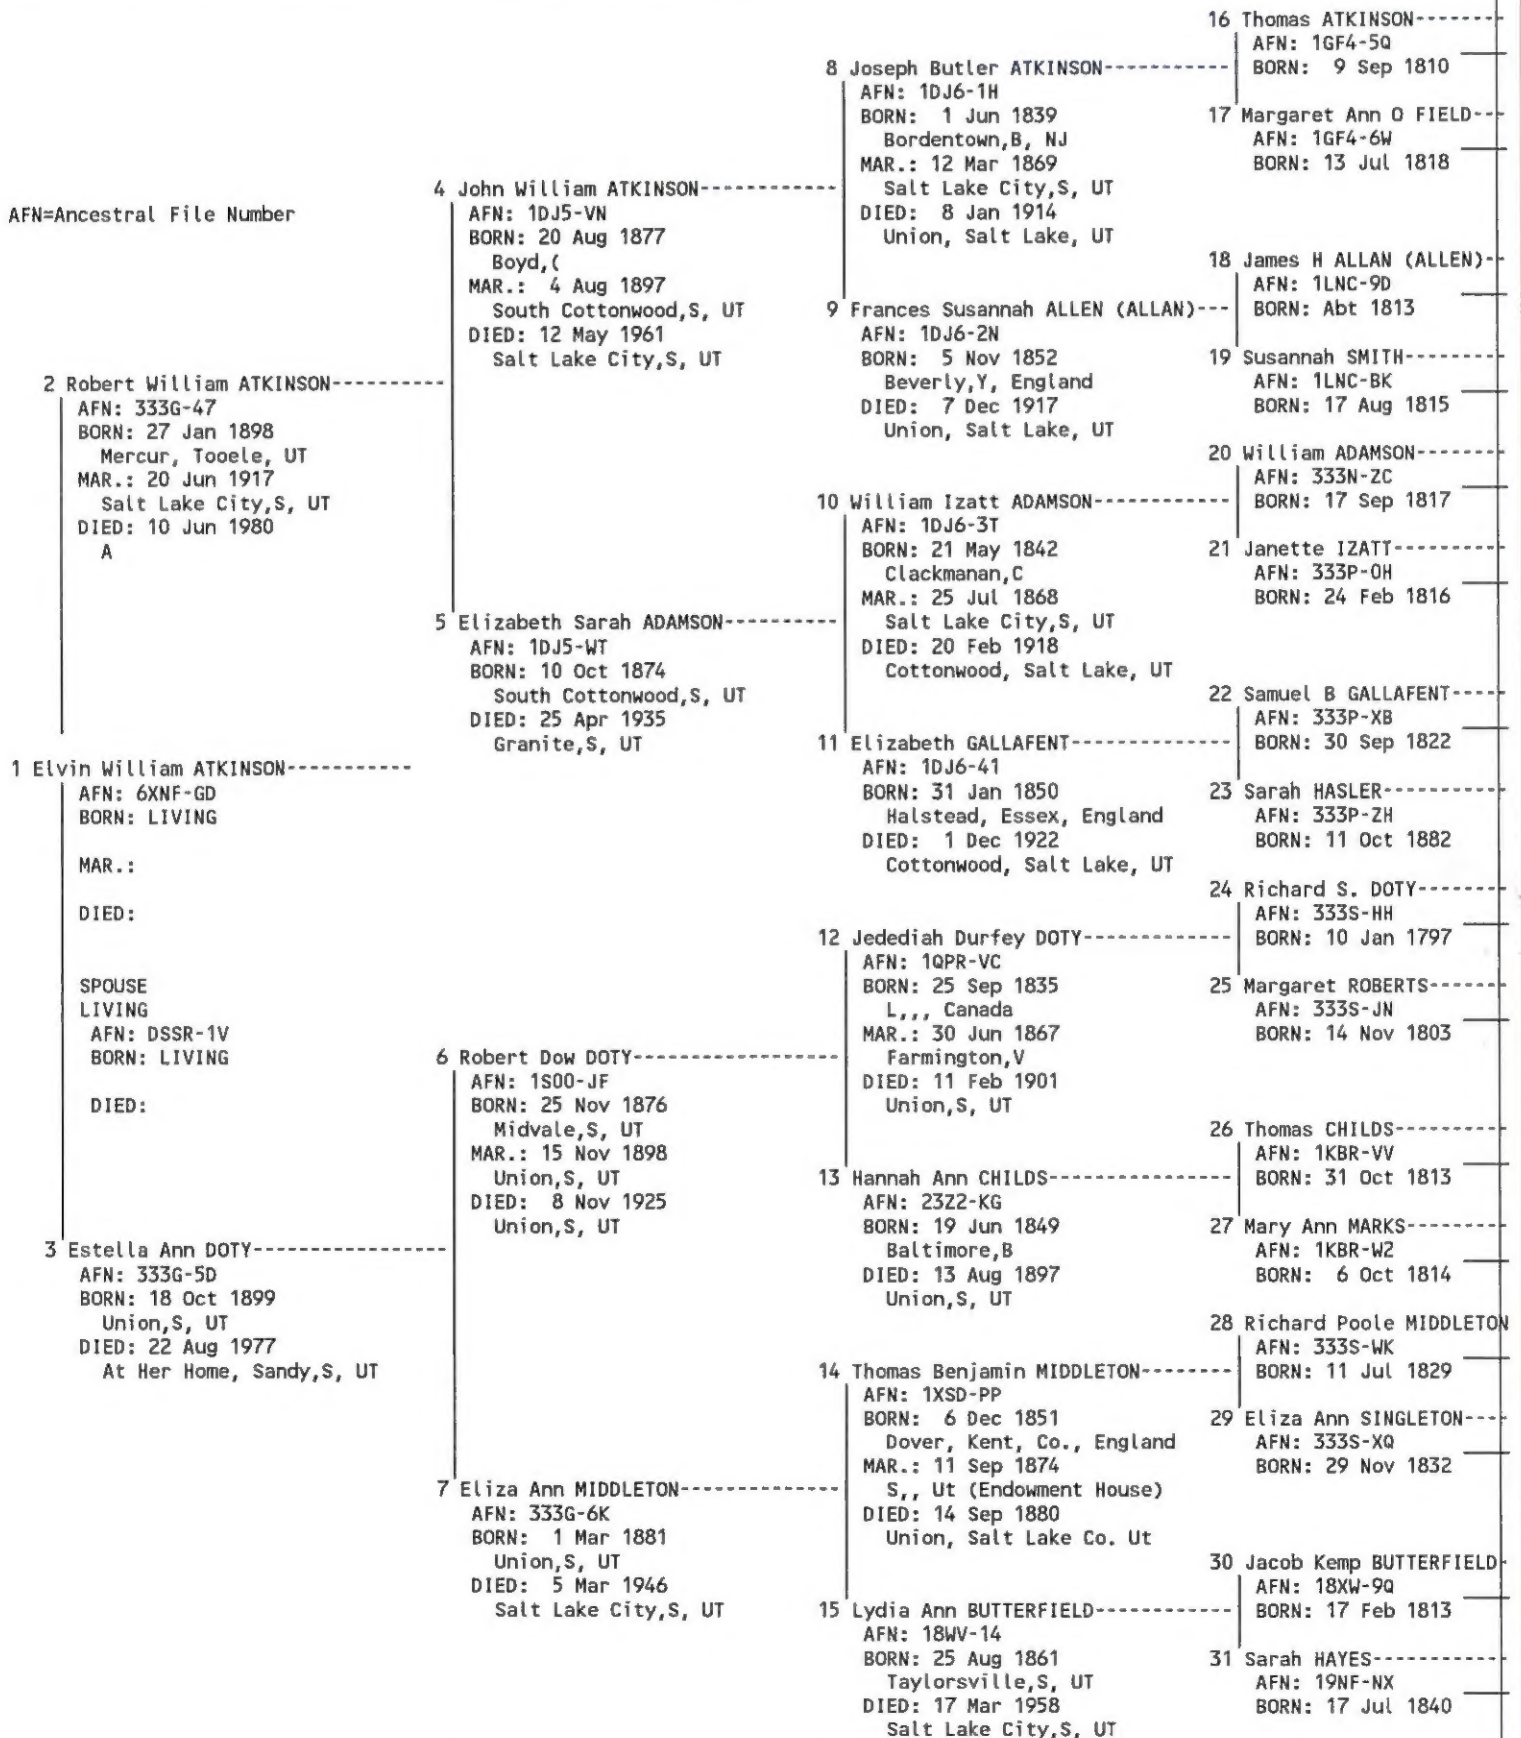 AFN=Ancestral File Number
1 Elvin William ATKINSON-----------
AFN: 6XNF-GD
BORN: LIVING
MAR.:
DIED:
SPOUSE
LIVING
AFN: DSSR-1V
BORN: LIVING
DIED:
2 Robert William ATKINSON----------
AFN: 333G-47
BORN: 27 Jan 1898
Mercur, Tooele, UT
MAR.: 20 Jun 1917
Salt Lake City,S, UT
DIED: 10 Jun 1980
A
3 Estella Ann DOTY-----------------
AFN: 333G-5D
BORN: 18 Oct 1899
Union,S, UT
DIED: 22 Aug 1977
At Her Home, Sandy,S, UT
4 John William ATKINSON------------
AFN: 1DJ5-VN
BORN: 20 Aug 1877
Boyd,(
MAR.: 4 Aug 1897
South Cottonwood,S, UT
DIED: 12 May 1961
Salt Lake City,S, UT
5 Elizabeth Sarah ADAMSON----------
AFN: 1DJ5-WT
BORN: 10 Oct 1874
South Cottonwood,S, UT
DIED: 25 Apr 1935
Granite,S, UT
6 Robert Dow DOTY------------------
AFN: 1S00-JF
BORN: 25 Nov 1876
Midvale,S, UT
MAR.: 15 Nov 1898
Union,S, UT
DIED: 8 Nov 1925
Union,S, UT
7 Eliza Ann MIDDLETON--------------
AFN: 333G-6K
BORN: 1 Mar 1881
Union,S, UT
DIED: 5 Mar 1946
Salt Lake City,S, UT
8 Joseph Butler ATKINSON-----------
AFN: 1DJ6-1H
BORN: 1 Jun 1839
Bordentown,B, NJ
MAR.: 12 Mar 1869
Salt Lake City,S, UT
DIED: 8 Jan 1914
Union, Salt Lake, UT
9 Frances Susannah ALLEN (ALLAN)---
AFN: 1DJ6-2N
BORN: 5 Nov 1852
Beverly,Y, England
DIED: 7 Dec 1917
Union, Salt Lake, UT
10 William Izatt ADAMSON------------
AFN: 1DJ6-3T
BORN: 21 May 1842
Clackmanan,C
MAR.: 25 Jul 1868
Salt Lake City,S, UT
DIED: 20 Feb 1918
Cottonwood, Salt Lake, UT
11 Elizabeth GALLAFENT--------------
AFN: 1DJ6-41
BORN: 31 Jan 1850
Halstead, Essex, England
DIED: 1 Dec 1922
Cottonwood, Salt Lake, UT
12 Jedediah Durfey DOTY-------------
AFN: 1QPR-VC
BORN: 25 Sep 1835
L,,, Canada
MAR.: 30 Jun 1867
Farmington,V
DIED: 11 Feb 1901
Union,S, UT
13 Hannah Ann CHILDS----------------
AFN: 23Z2-KG
BORN: 19 Jun 1849
Baltimore,B
DIED: 13 Aug 1897
Union,S, UT
14 Thomas Benjamin MIDDLETON--------
AFN: 1XSD-PP
BORN: 6 Dec 1851
Dover, Kent, Co., England
MAR.: 11 Sep 1874
S,, Ut (Endowment House)
DIED: 14 Sep 1880
Union, Salt Lake Co. Ut
15 Lydia Ann BUTTERFIELD------------
AFN: 18WV-14
BORN: 25 Aug 1861
Taylorsville,S, UT
DIED: 17 Mar 1958
Salt Lake City,S, UT
16 Thomas ATKINSON--------
AFN: 1GF4-5Q
BORN: 9 Sep 1810
17 Margaret Ann O FIELD---
AFN: 1GF4-6W
BORN: 13 Jul 1818
18 James H ALLAN (ALLEN)--
AFN: 1LNC-9D
BORN: Abt 1813
19 Susannah SMITH---------
AFN: 1LNC-BK
BORN: 17 Aug 1815
20 William ADAMSON--------
AFN: 333N-ZC
BORN: 17 Sep 1817
21 Janette IZATT----------
AFN: 333P-0H
BORN: 24 Feb 1816
22 Samuel B GALLAFENT-----
AFN: 333P-XB
BORN: 30 Sep 1822
23 Sarah HASLER-----------
AFN: 333P-ZH
BORN: 11 Oct 1882
24 Richard S. DOTY--------
AFN: 333S-HH
BORN: 10 Jan 1797
25 Margaret ROBERTS-------
AFN: 333S-JN
BORN: 14 Nov 1803
26 Thomas CHILDS----------
AFN: 1KBR-VV
BORN: 31 Oct 1813
27 Mary Ann MARKS---------
AFN: 1KBR-W2
BORN: 6 Oct 1814
28 Richard Poole MIDDLETON
AFN: 333S-WK
BORN: 11 Jul 1829
29 Eliza Ann SINGLETON----
AFN: 333S-XQ
BORN: 29 Nov 1832
30 Jacob Kemp BUTTERFIELD-
AFN: 18XW-9Q
BORN: 17 Feb 1813
31 Sarah HAYES------------
AFN: 19NF-NX
BORN: 17 Jul 1840